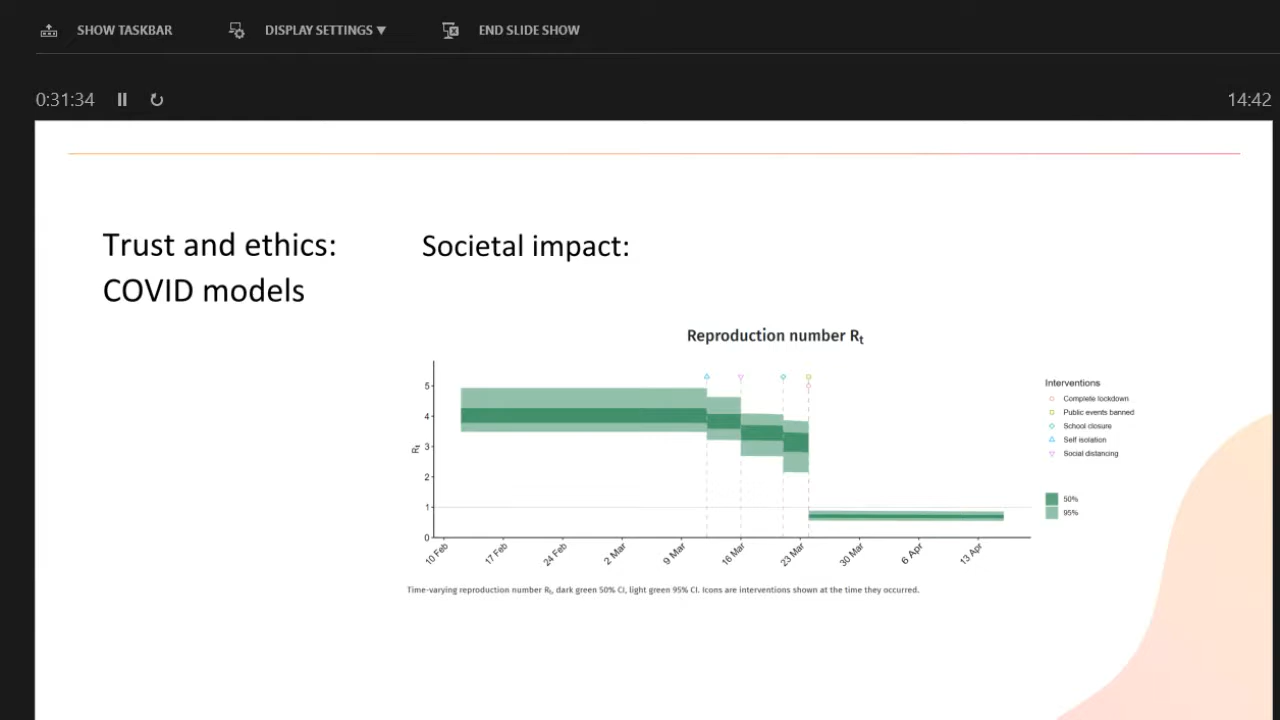 SHOW TASKBAR
DISPLAY SETTINGS ▼
END SLIDE SHOW
0:31:34
14:42
Trust and ethics:
COVID models
Societal impact:
Reproduction number Rt
Rt
5
4
3
2
1
0
10 Feb
17 Feb
24 Feb
2 Mar
9 Mar
16 Mar
23 Mar
30 Mar
6 Apr
13 Apr
Interventions
Complete lockdown
Public events banned
School closure
Self isolation
Social distancing
50%
95%
Time-varying reproduction number Rt, dark green 50% CI, light green 95% CI. Icons are interventions shown at the time they occurred.